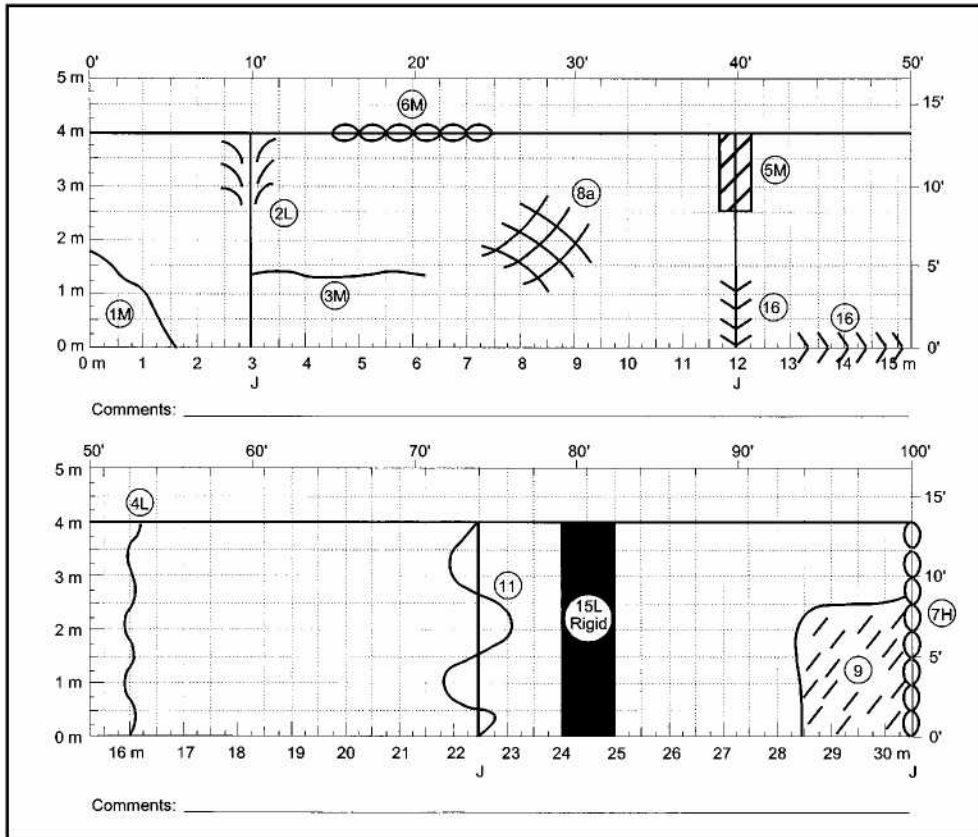 0' 10' 20' 30' 40' 50'
5 m 15'
6M
4 m
5M
3 m 8a 10'
2L
2 m
3M 5'
1 m
1M 16 16
0 m 0'
0 m 1 2 3 4 5 6 7 8 9 10 11 12 13 14 15 m
J J
Comments:
50' 60' 70' 80' 90' 100'
5 m 15'
4L
4 m
3 m 10'
11
15L 7H
2 m Rigid
9 5'
1 m
0 m 0'
16 m 17 18 19 20 21 22 23 24 25 26 27 28 29 30 m
J J
Comments: